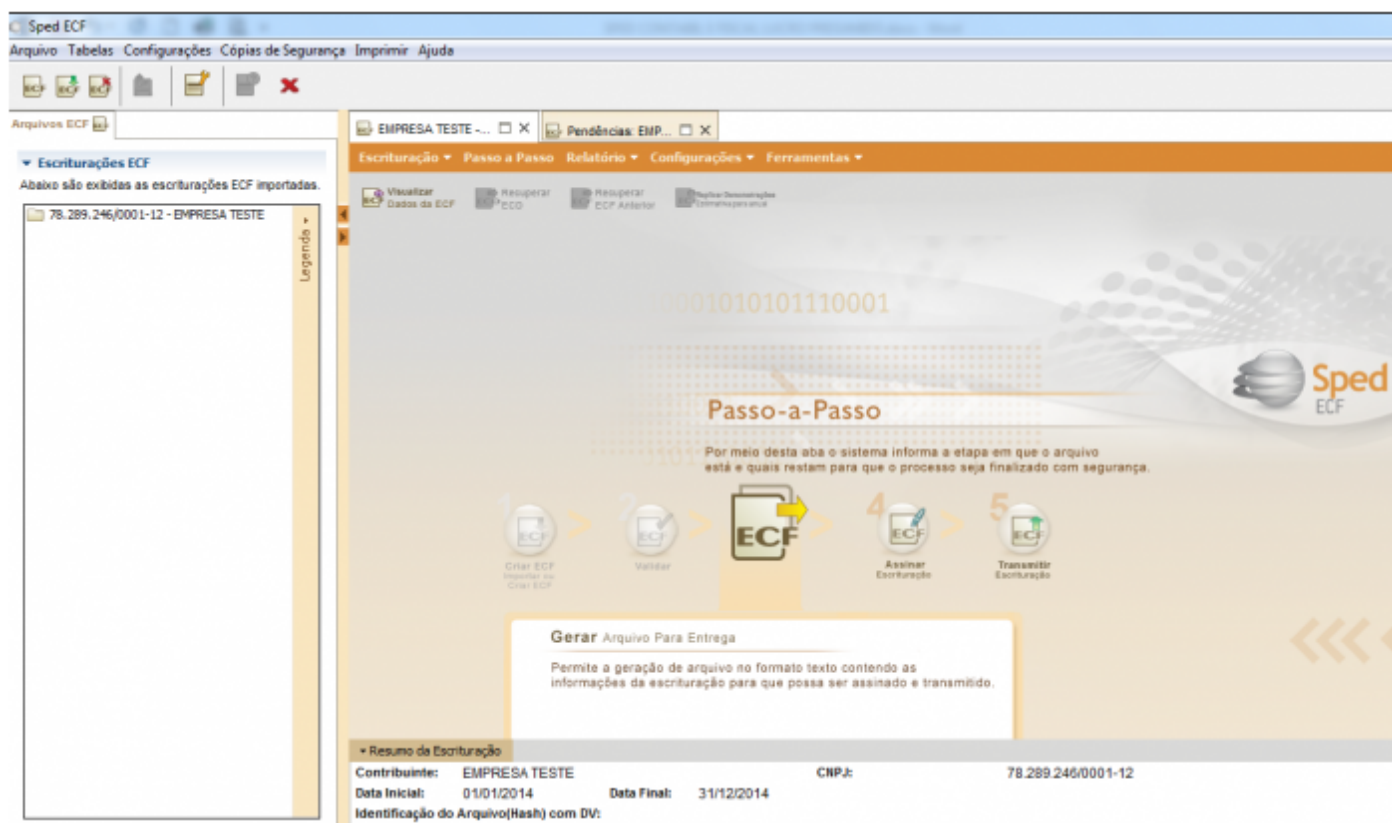 Sped ECF
Arquivo Tabelas Configurações Cópias de Segurança Imprimir Ajuda
Arquivos ECF
Escriturações ECF
Abaixo são exibidas as escriturações ECF importadas.
78.289.246/0001-12 - EMPRESA TESTE
Legenda
EMPRESA TESTE -...
Pendências: EMP...
Escrituração Passo a Passo Relatório Configurações Ferramentas
Visualizar
Dados da ECF
Recuperar
ECD
Recuperar
ECF Anterior
0001010101110001
Sped
ECF
Passo-a-Passo
Por meio desta aba o sistema informa a etapa em que o arquivo
está e quais restam para que o processo seja finalizado com segurança.
1
2
4
5
ECF
Criar ECF
Importar ou
Criar ECF
Validar
Assinar
Escrituração
Transmitir
Escrituração
Gerar Arquivo Para Entrega
Permite a geração de arquivo no formato texto contendo as
informações da escrituração para que possa ser assinado e transmitido.
Resumo da Escrituração
Contribuinte: EMPRESA TESTE CNPJ: 78.289.246/0001-12
Data Inicial: 01/01/2014 Data Final: 31/12/2014
Identificação do Arquivo(Hash) com DV: